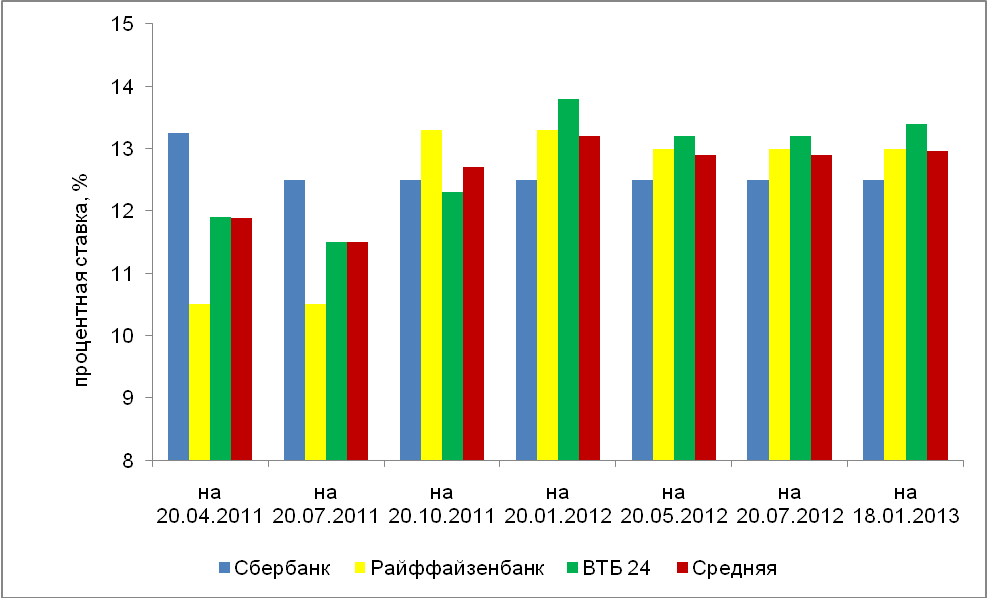 15
14
13
12
11
10
9
8
процентная ставка, %
на
20.04.2011
на
20.07.2011
на
20.10.2011
на
20.01.2012
на
20.05.2012
на
20.07.2012
на
18.01.2013
Сбербанк
Райффайзенбанк
ВТБ 24
Средняя